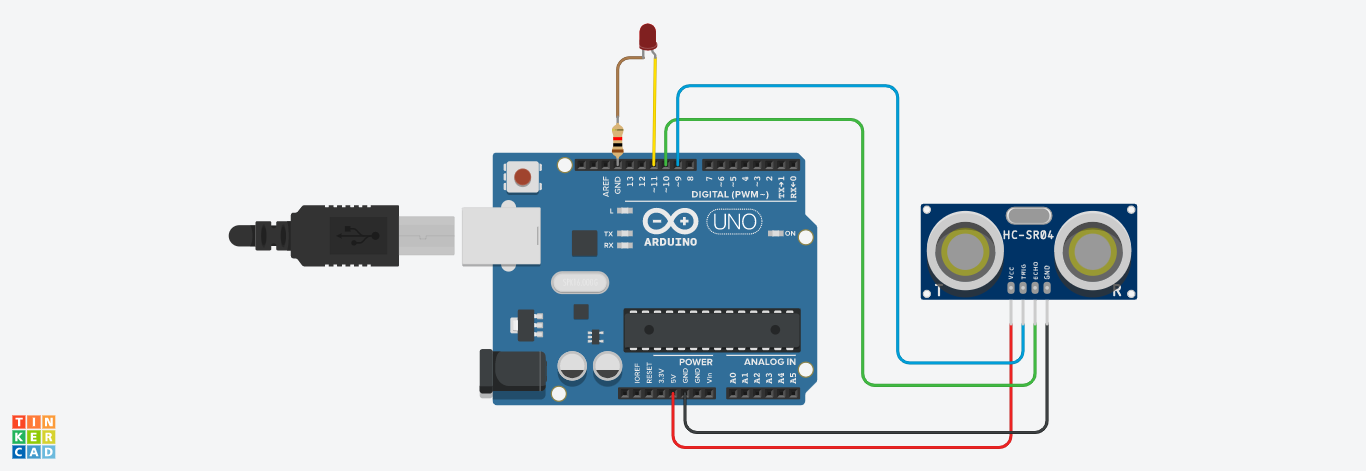 AREF
GND
13
12
~11
~10
~9
8
7
~6
~5
4
~3
2
TX→1
RX←0
DIGITAL (PWM~)
L
TX
RX
ARDUINO
UNO
ON
HC-SR04
VCC
TRIG
ECHO
GND
T
R
POWER
ANALOG IN
IOREF
RESET
3.3V
5V
GND
GND
Vin
A0
A1
A2
A3
A4
A5
TIN
KER
CAD